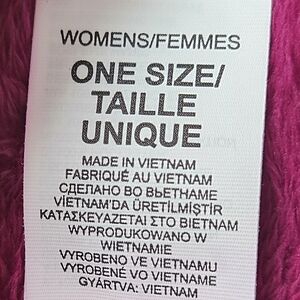 WOMENS/FEMMES
ONE SIZE/
TAILLE
UNIQUE
MADE IN VIETNAM
FABRIQUÉ AU VIETNAM
СДЕЛАНО ВО ВЬЕТНАМЕ
VİETNAM'DA ÜRETİLMİŞTİR
ΚΑΤΑΣΚΕΥΑΖΕΤΑΙ ΣΤΟ ΒΙΕΤΝΑΜ
WYPRODUKOWANO W
WIETNAMIE
VYROBENO VE VIETNAMU
VYROBENÉ VO VIETNAME
GYÁRTVA: VIETNAM